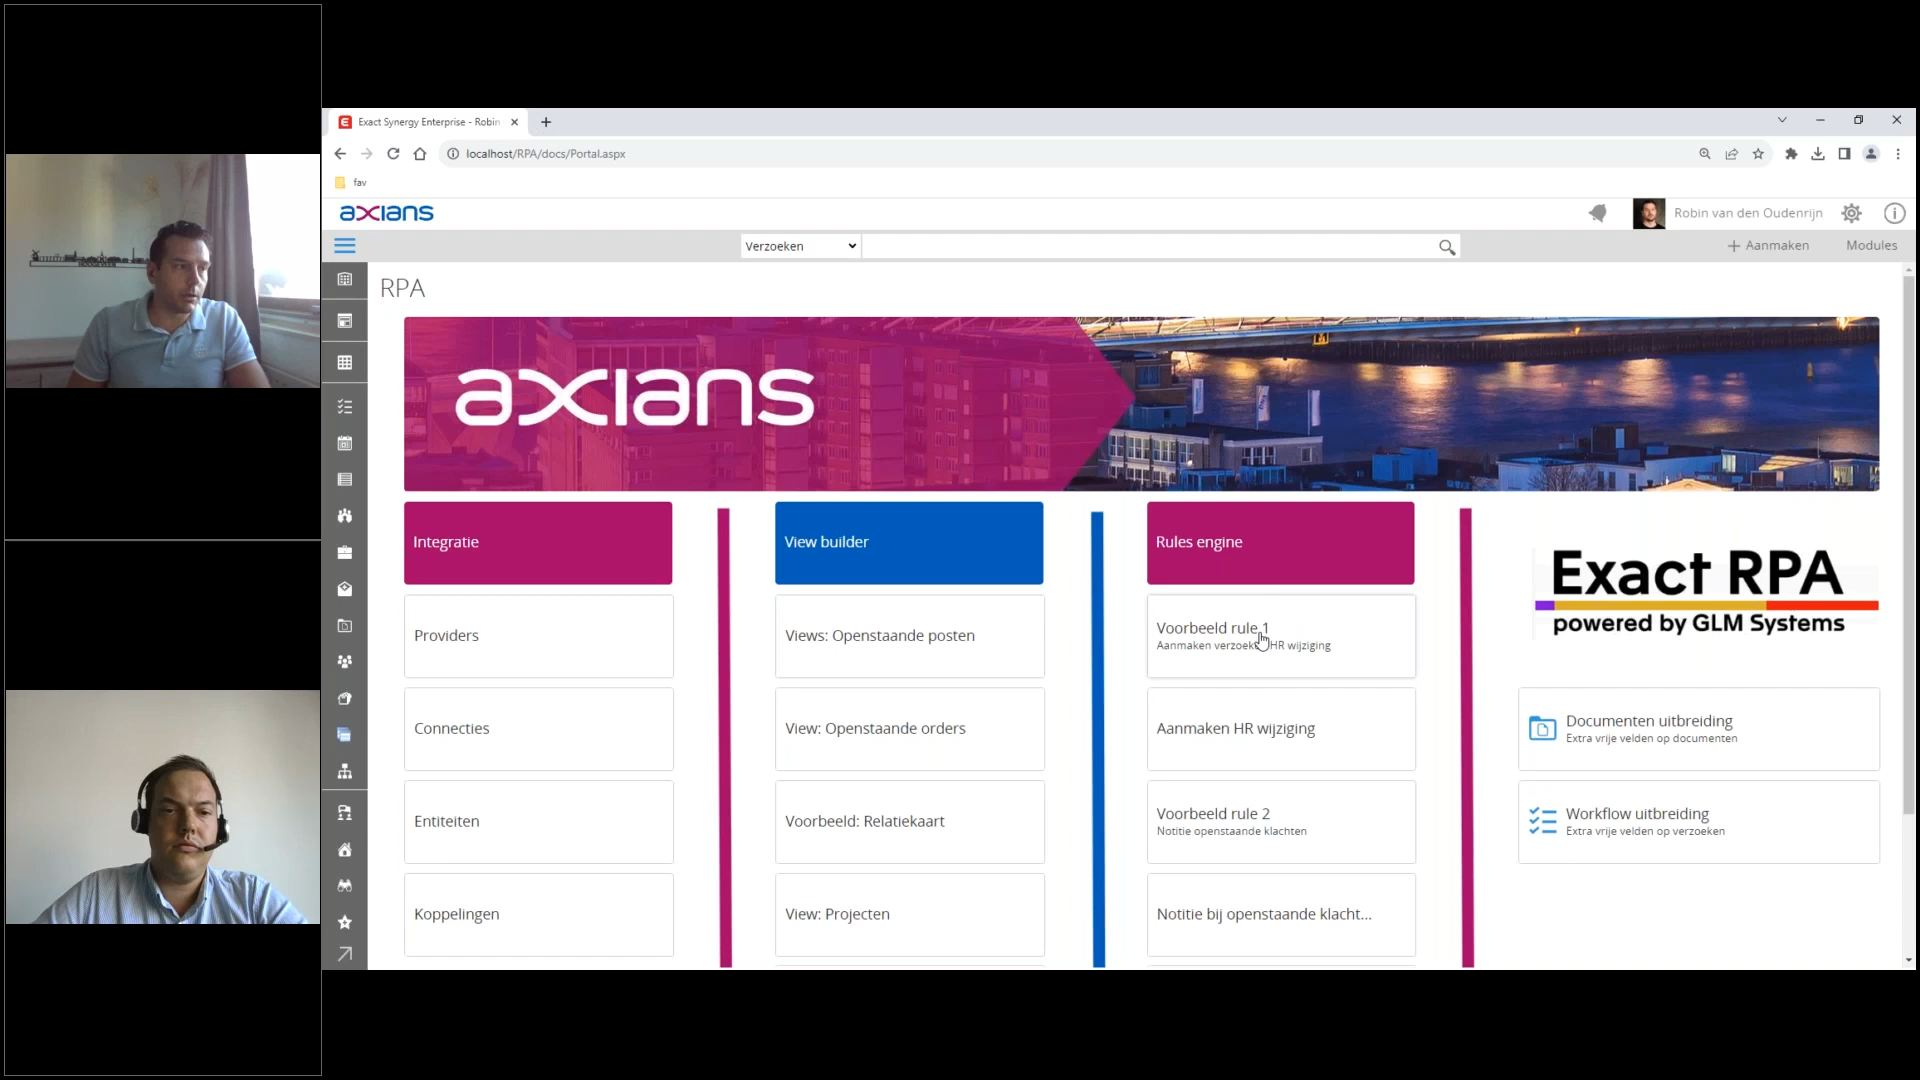 Exact Synergy Enterprise - Robin
localhost/RPA/docs/Portal.aspx
fav
axians
Robin van den Oudenrijn
Verzoeken
Aanmaken
Modules
RPA
axians
Integratie
View builder
Rules engine
Exact RPA
powered by GLM Systems
Providers
Views: Openstaande posten
Voorbeeld rule 1
Aanmaken verzoek HR wijziging
Connecties
View: Openstaande orders
Aanmaken HR wijziging
Documenten uitbreiding
Extra vrije velden op documenten
Entiteiten
Voorbeeld: Relatiekaart
Voorbeeld rule 2
Notitie openstaande klachten
Workflow uitbreiding
Extra vrije velden op verzoeken
Koppelingen
View: Projecten
Notitie bij openstaande klacht...